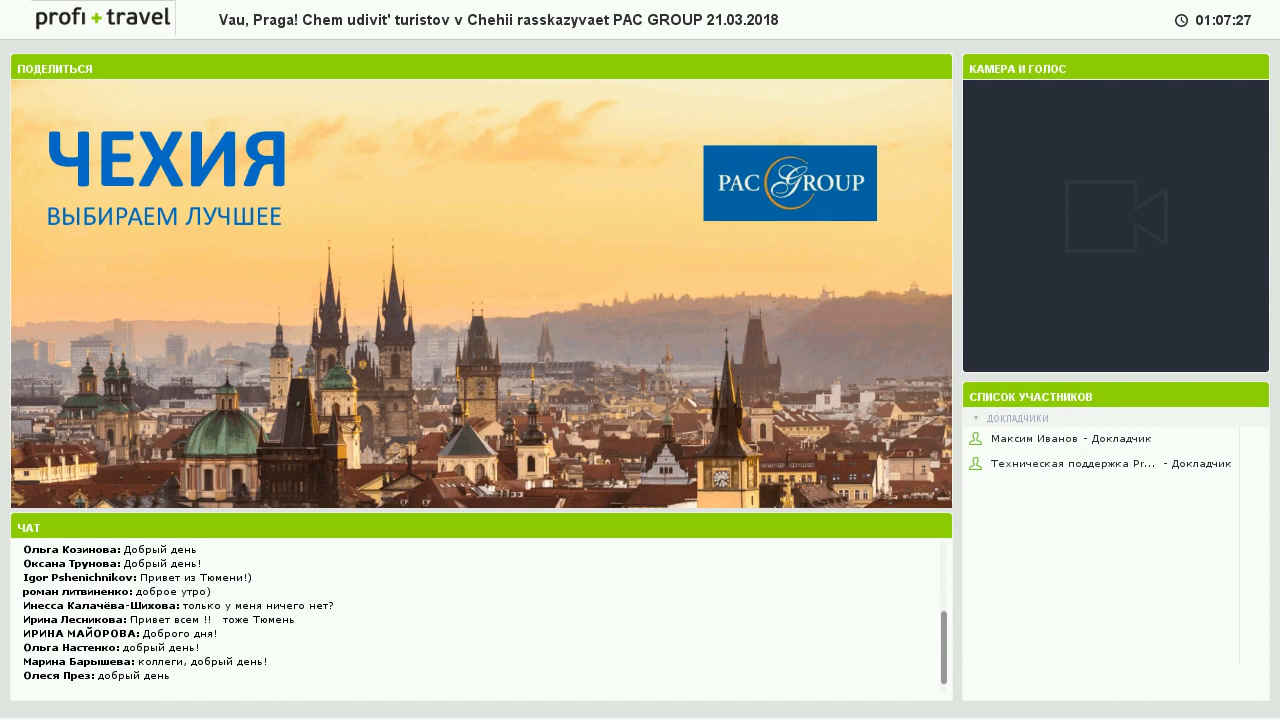 profi + travel
Vau, Praga! Chem udivit' turistov v Chehii rasskazyvaet PAC GROUP 21.03.2018
01:07:27
ПОДЕЛИТЬСЯ
ЧЕХИЯ
ВЫБИРАЕМ ЛУЧШЕЕ
PAC GROUP
КАМЕРА И ГОЛОС
СПИСОК УЧАСТНИКОВ
ДОКЛАДЧИКИ
Максим Иванов - Докладчик
Техническая поддержка Pr... - Докладчик
ЧАТ
Ольга Козинова: Добрый день
Оксана Трунова: Добрый день!
Igor Pshenichnikov: Привет из Тюмени!)
роман литвиненко: доброе утро)
Инесса Калачёва-Шихова: только у меня ничего нет?
Ирина Лесникова: Привет всем !! тоже Тюмень
ИРИНА МАЙОРОВА: Доброго дня!
Ольга Настенко: добрый день!
Марина Барышева: коллеги, добрый день!
Олеся През: добрый день